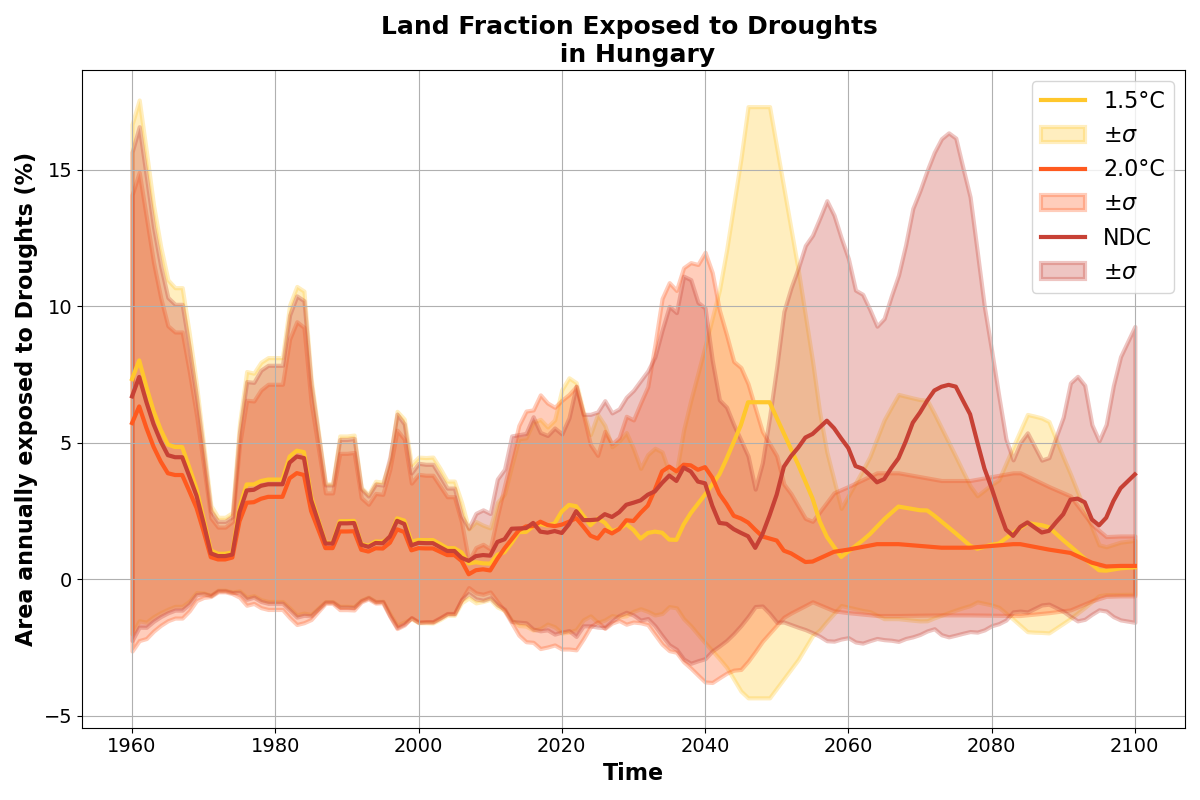 Land Fraction Exposed to Droughts
in Hungary
Area annually exposed to Droughts (%)
15
10
5
0
−5
1960
1980
2000
2020
2040
2060
2080
2100
Time
1.5°C
±σ
2.0°C
±σ
NDC
±σ